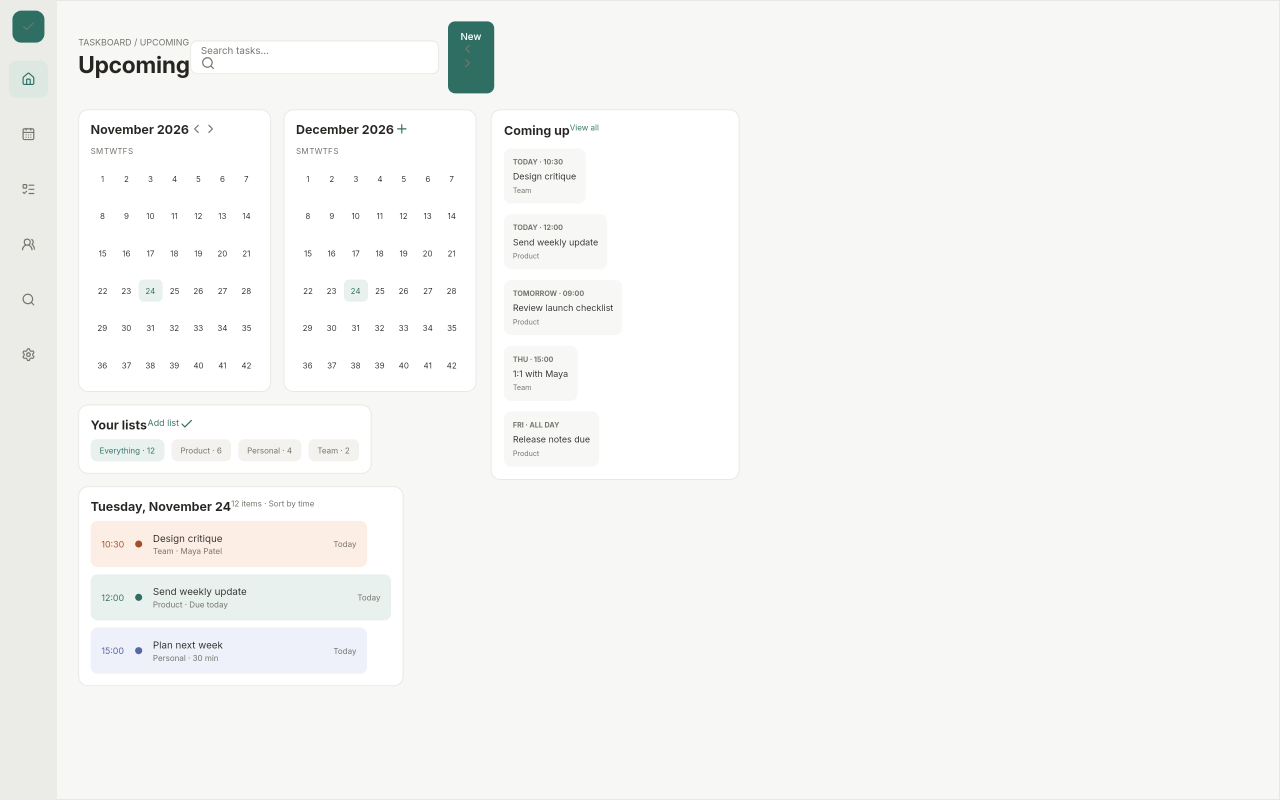 TASKBOARD / UPCOMING
Upcoming
Search tasks...
New
November 2026
SMTWTFS
1 2 3 4 5 6 7
8 9 10 11 12 13 14
15 16 17 18 19 20 21
22 23 24 25 26 27 28
29 30 31 32 33 34 35
36 37 38 39 40 41 42
December 2026
SMTWTFS
1 2 3 4 5 6 7
8 9 10 11 12 13 14
15 16 17 18 19 20 21
22 23 24 25 26 27 28
29 30 31 32 33 34 35
36 37 38 39 40 41 42
Coming up View all
TODAY · 10:30
Design critique
Team
TODAY · 12:00
Send weekly update
Product
TOMORROW · 09:00
Review launch checklist
Product
THU · 15:00
1:1 with Maya
Team
FRI · ALL DAY
Release notes due
Product
Your lists Add list
Everything · 12 Product · 6 Personal · 4 Team · 2
Tuesday, November 24 12 items · Sort by time
10:30 Design critique Today
Team · Maya Patel
12:00 Send weekly update Today
Product · Due today
15:00 Plan next week Today
Personal · 30 min